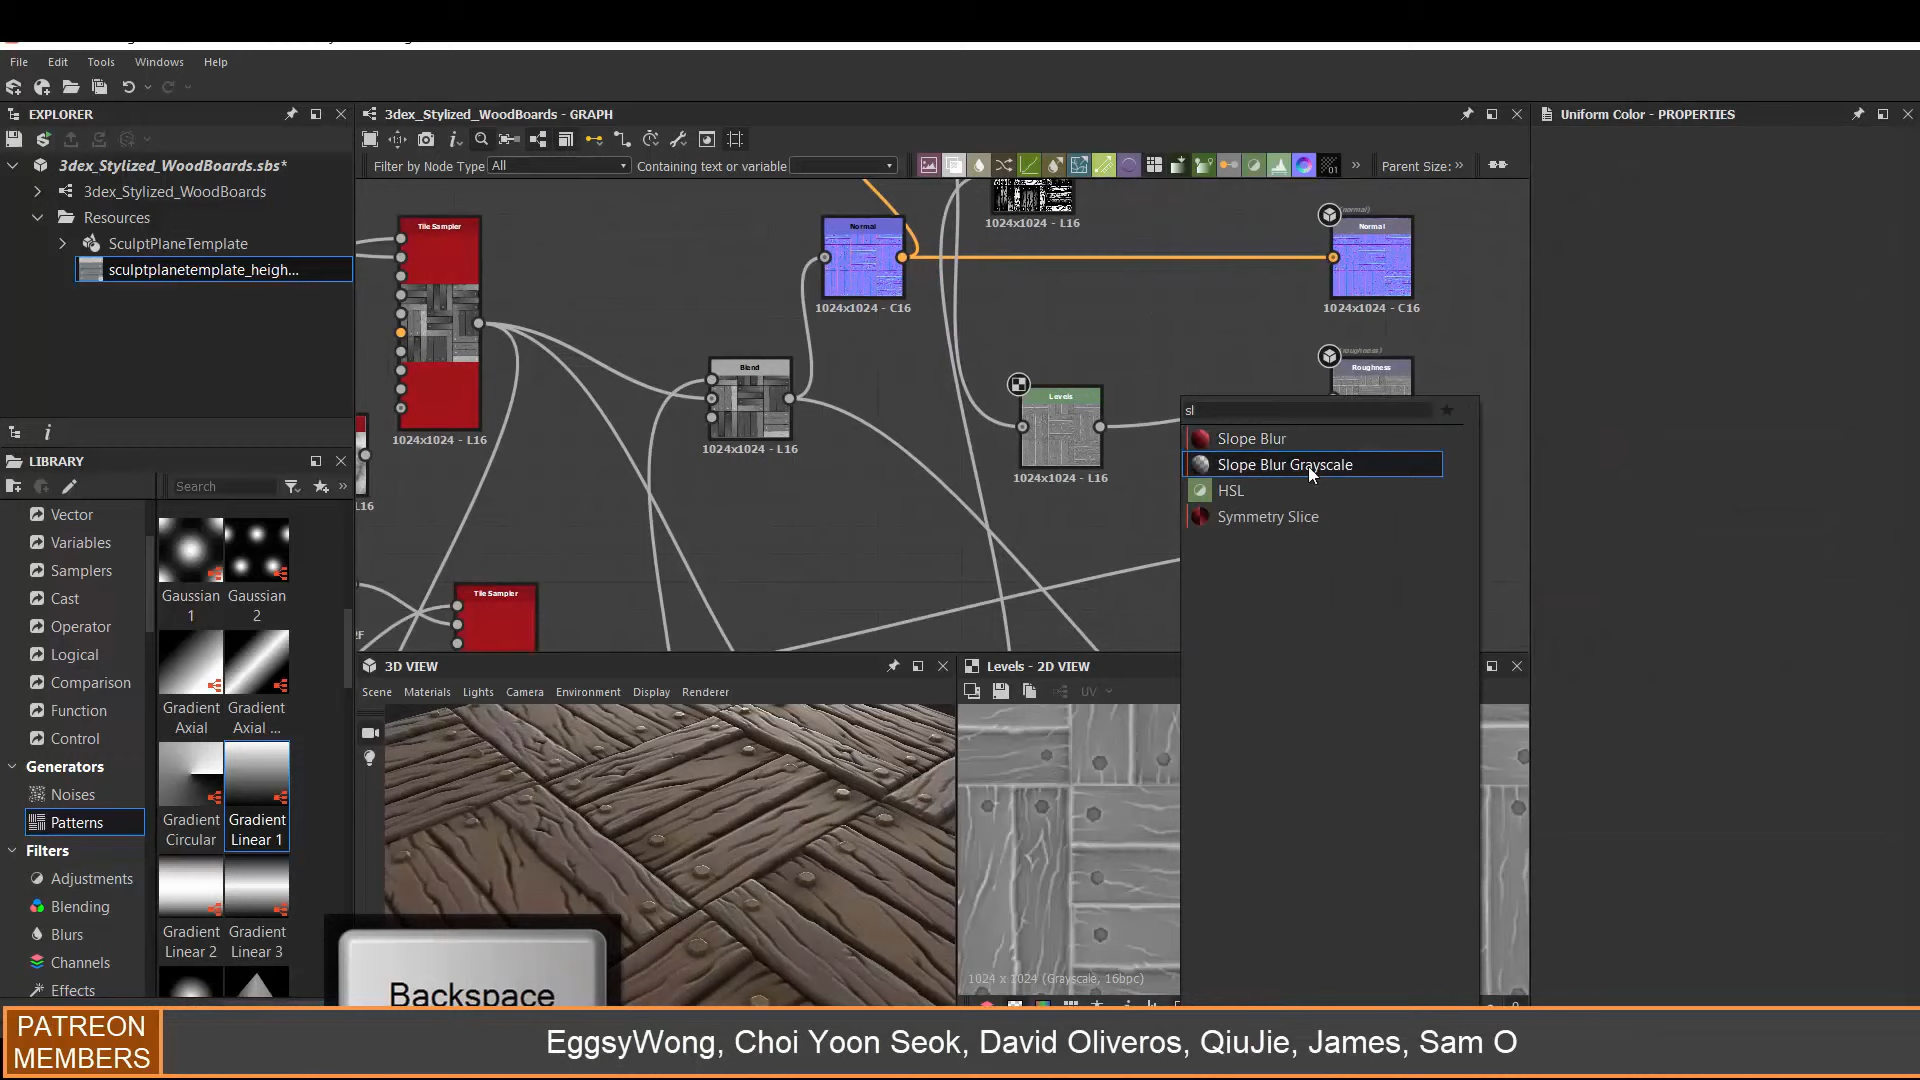 File Edit Tools Windows Help
EXPLORER
3dex_Stylized_WoodBoards.sbs*
3dex_Stylized_WoodBoards
Resources
SculptPlaneTemplate
sculptplanetemplate_heigh...
LIBRARY
Search
Vector
Variables
Samplers
Cast
Operator
Logical
Comparison
Function
Control
Generators
Noises
Patterns
Filters
Adjustments
Blending
Blurs
Channels
Effects
Gaussian 1
Gaussian 2
Gradient Axial
Gradient Axial ...
Gradient Circular
Gradient Linear 1
Gradient Linear 2
Gradient Linear 3
3dex_Stylized_WoodBoards - GRAPH
Filter by Node Type All
Containing text or variable
Parent Size:
Tile Sampler
1024x1024 - L16
L16
Tile Sampler
Blend
1024x1024 - L16
Normal
1024x1024 - C16
1024x1024 - L16
Levels
1024x1024 - L16
(normal)
Normal
1024x1024 - C16
(roughness)
Roughness
sl
Slope Blur
Slope Blur Grayscale
HSL
Symmetry Slice
3D VIEW
Scene Materials Lights Camera Environment Display Renderer
Levels - 2D VIEW
UV
1024 x 1024 (Grayscale, 16bpc)
Uniform Color - PROPERTIES
Backspace
PATREON
MEMBERS
EggsyWong, Choi Yoon Seok, David Oliveros, QiuJie, James, Sam O